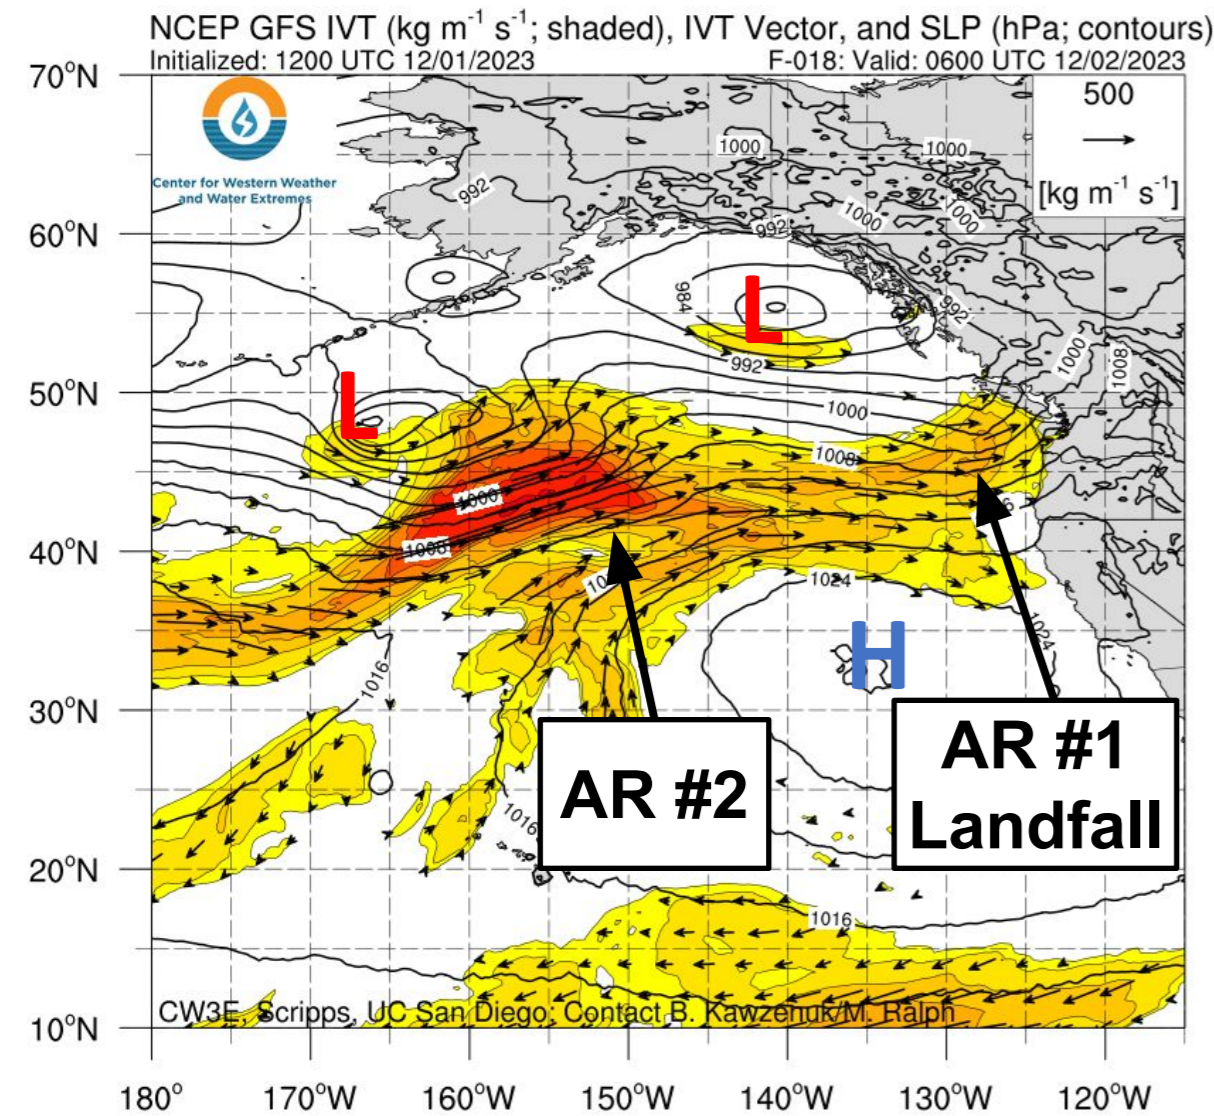 NCEP GFS IVT (kg m⁻¹ s⁻¹; shaded), IVT Vector, and SLP (hPa; contours)
Initialized: 1200 UTC 12/01/2023 F-018: Valid: 0600 UTC 12/02/2023
70°N
500
[kg m⁻¹ s⁻¹]
Center for Western Weather
and Water Extremes
1000
1000
992
1000
1000
60°N
992
984
L
992
1000
1008
992
50°N
L
1000
1008
1000
1008
40°N
1024
1024
H
1016
30°N
AR #2
AR #1
Landfall
1016
20°N
1016
CW3E, Scripps, UC San Diego; Contact B. Kawzenuk/M. Ralph
10°N
180° 170°W 160°W 150°W 140°W 130°W 120°W